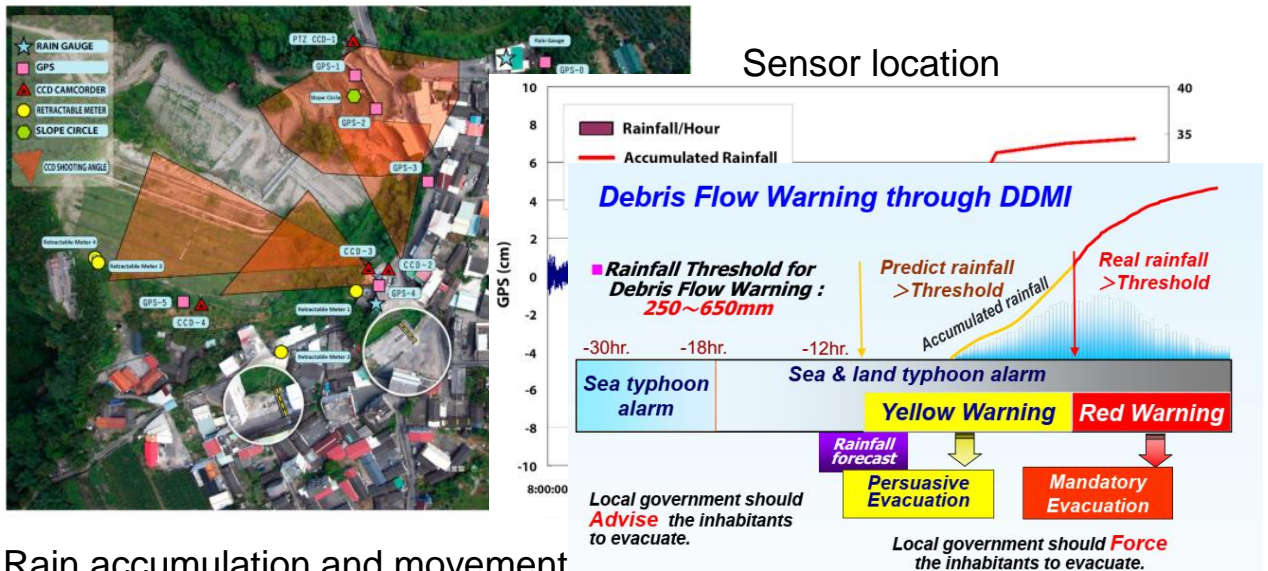 RAIN GAUGE
GPS
CCD CAMCORDER
RETRACTABLE METER
SLOPE CIRCLE
CCD SHOOTING ANGLE
PTZ CCD-1
GPS-1
Slope Circle
GPS-2
GPS-3
Rain Gauge
GPS-0
Retractable Meter 4
Retractable Meter 3
CCD-3
CCD-2
GPS-4
GPS-5
CCD-4
Retractable Meter 1
Retractable Meter 2
Sensor location
10
8
6
4
2
0
-2
-4
-6
-8
-10
GPS (cm)
8:00:00
40
35
Rainfall/Hour
Accumulated Rainfall
Debris Flow Warning through DDMI
Rainfall Threshold for
Debris Flow Warning :
250～650mm
Predict rainfall
＞Threshold
Accumulated rainfall
Real rainfall
＞Threshold
-30hr.
-18hr.
-12hr.
Sea typhoon
alarm
Sea & land typhoon alarm
Yellow Warning
Red Warning
Rainfall
forecast
Persuasive
Evacuation
Mandatory
Evacuation
Local government should
Advise the inhabitants
to evacuate.
Local government should Force
the inhabitants to evacuate.
Rain accumulation and movement